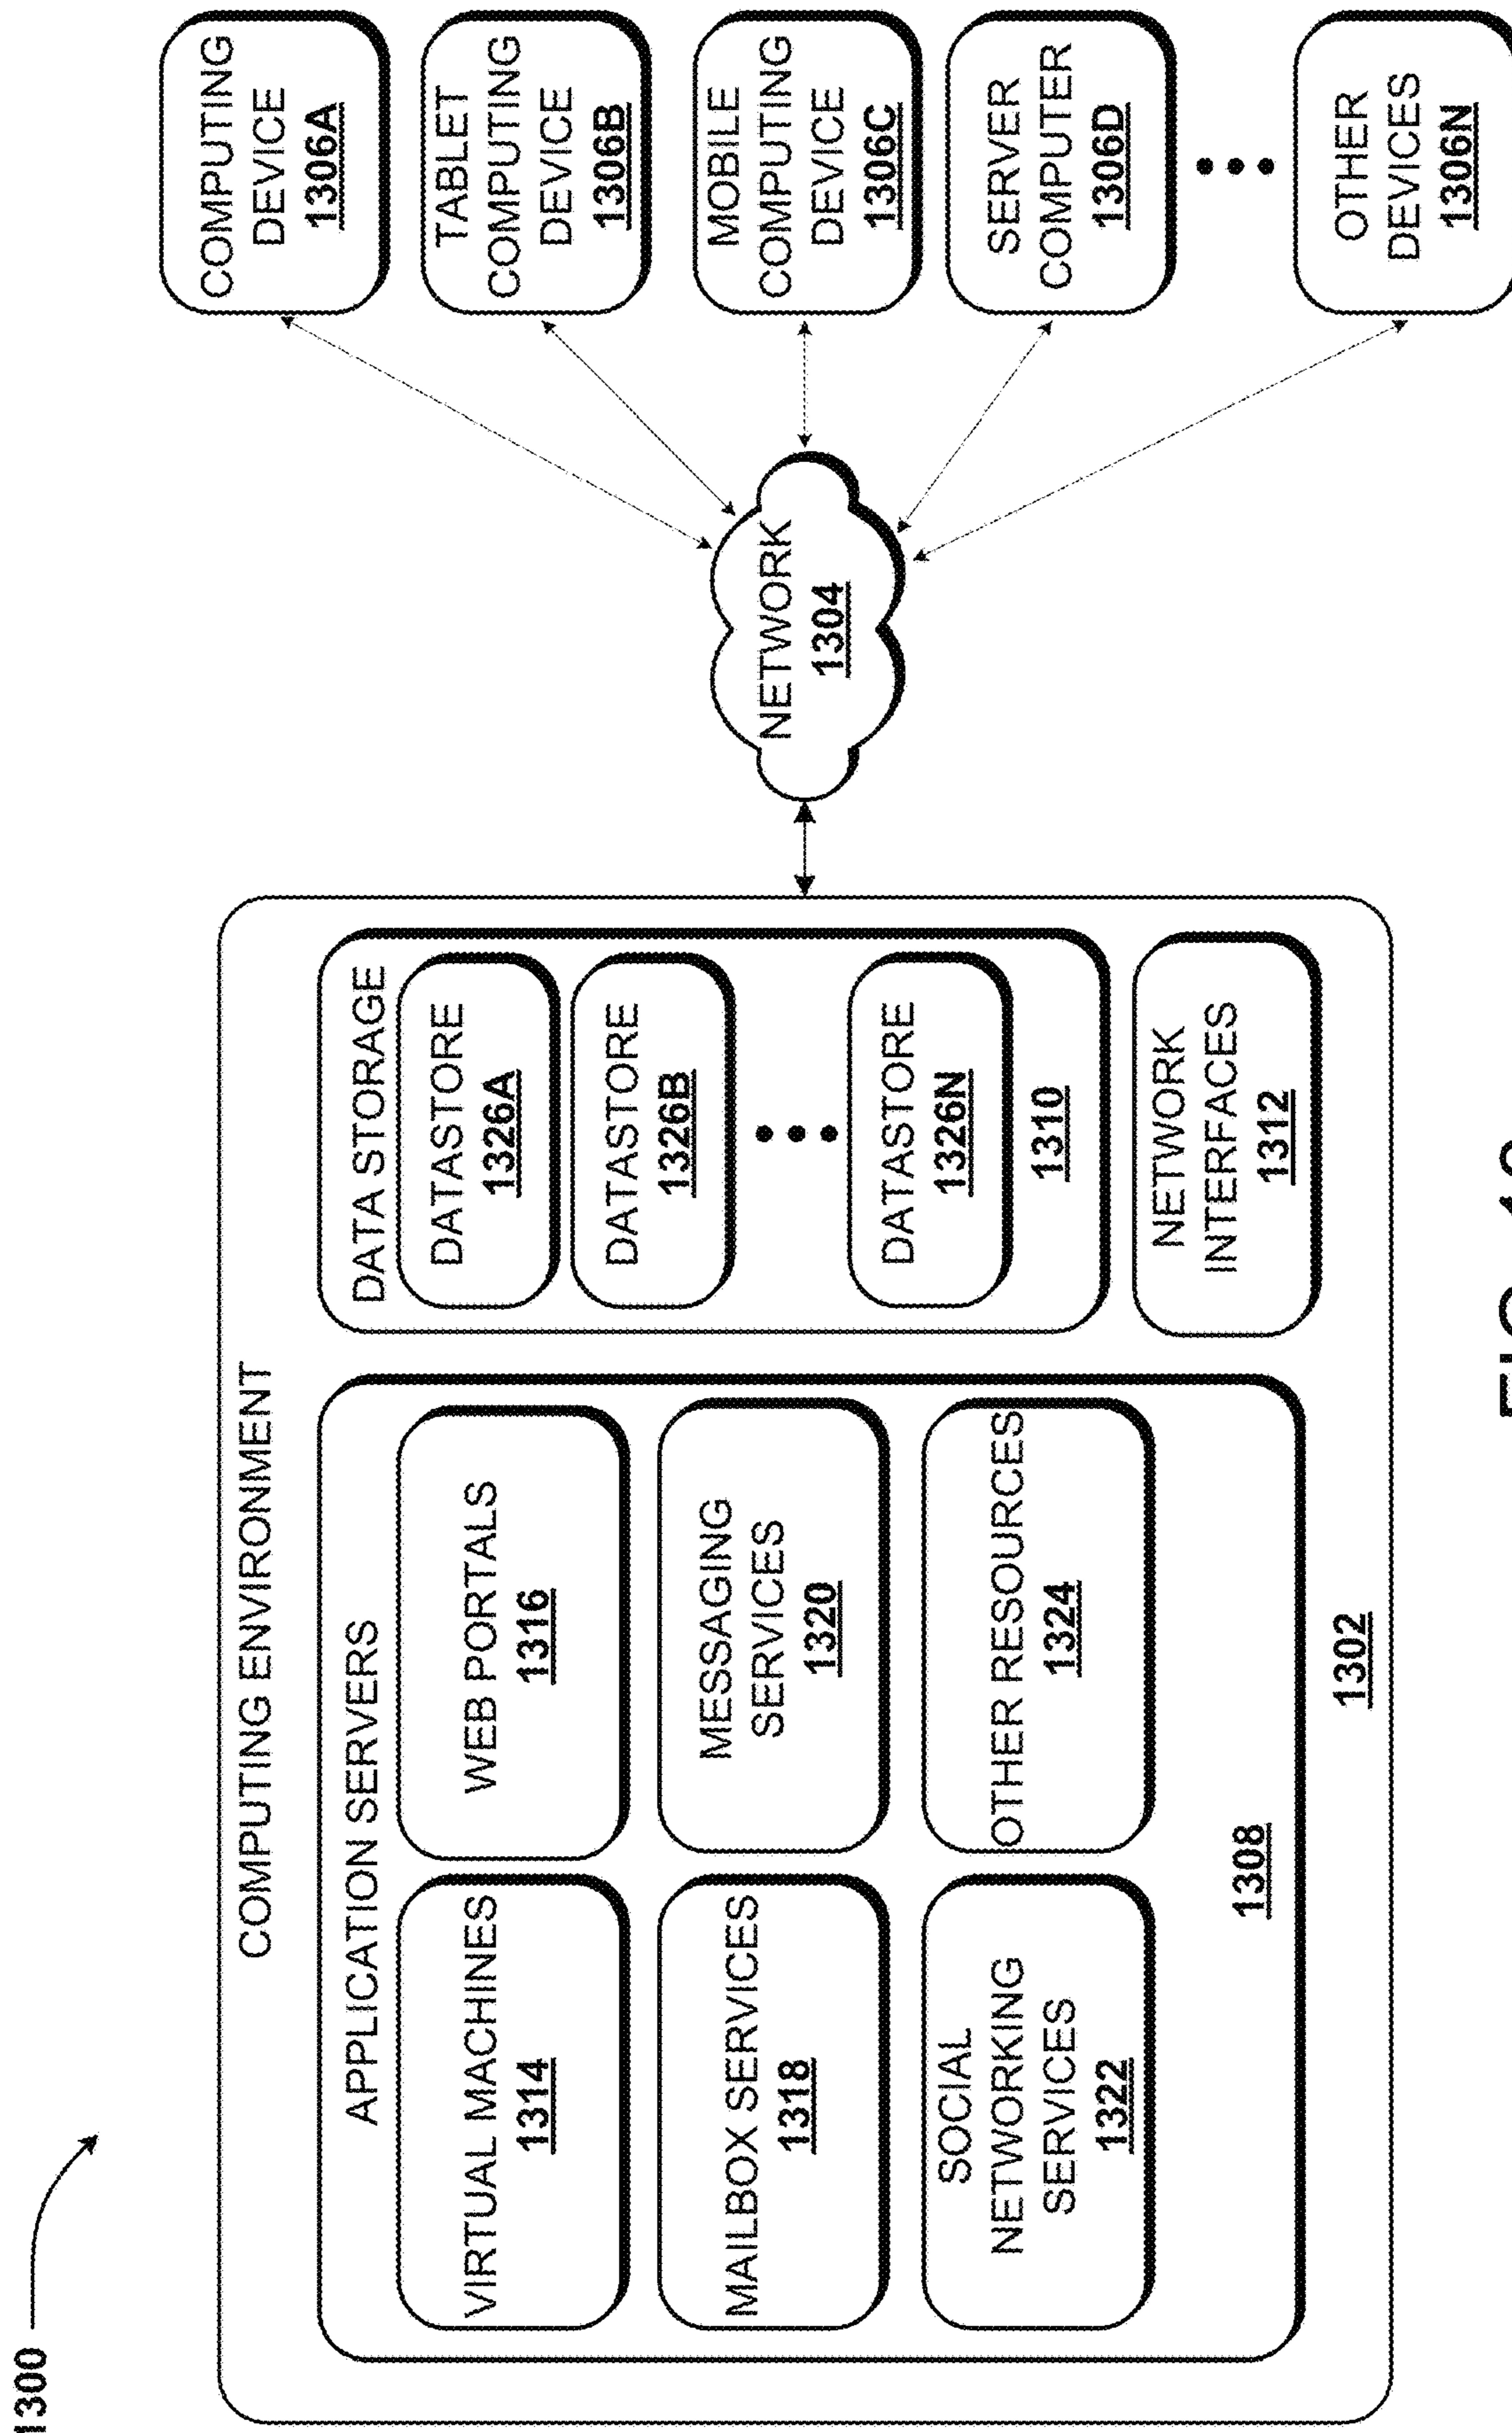 1300
COMPUTING ENVIRONMENT
APPLICATION SERVERS
VIRTUAL MACHINES
1314
WEB PORTALS
1316
MAILBOX SERVICES
1318
MESSAGING
SERVICES
1320
SOCIAL
NETWORKING
SERVICES
1322
OTHER RESOURCES
1324
1308
1302
DATA STORAGE
DATASTORE
1326A
DATASTORE
1326B
DATASTORE
1326N
1310
NETWORK
INTERFACES
1312
NETWORK
1304
COMPUTING
DEVICE
1306A
TABLET
COMPUTING
DEVICE
1306B
MOBILE
COMPUTING
DEVICE
1306C
SERVER
COMPUTER
1306D
OTHER
DEVICES
1306N